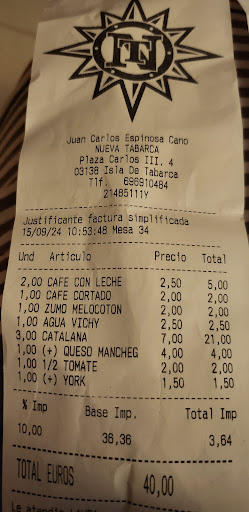 NT
Juan Carlos Espinosa Cano
NUEVA TABARCA
Plaza Carlos III, 4
03138 Isla De Tabarca
Tlf. 696910484
21485111Y
Justificante factura simplificada
15/09/24 10:53:48 Mesa 34
Und Articulo Precio Total
2,00 CAFE CON LECHE 2,50 5,00
1,00 CAFE CORTADO 2,00 2,00
1,00 ZUMO MELOCOTON 2,00 2,00
1,00 AGUA VICHY 2,50 2,50
3,00 CATALANA 7,00 21,00
1,00 (+) QUESO MANCHEG 4,00 4,00
1,00 1/2 TOMATE 2,00 2,00
1,00 (+) YORK 1,50 1,50
% Imp Base Imp. Total Imp
10,00 36,36 3,64
TOTAL EUROS 40,00
Le atendio